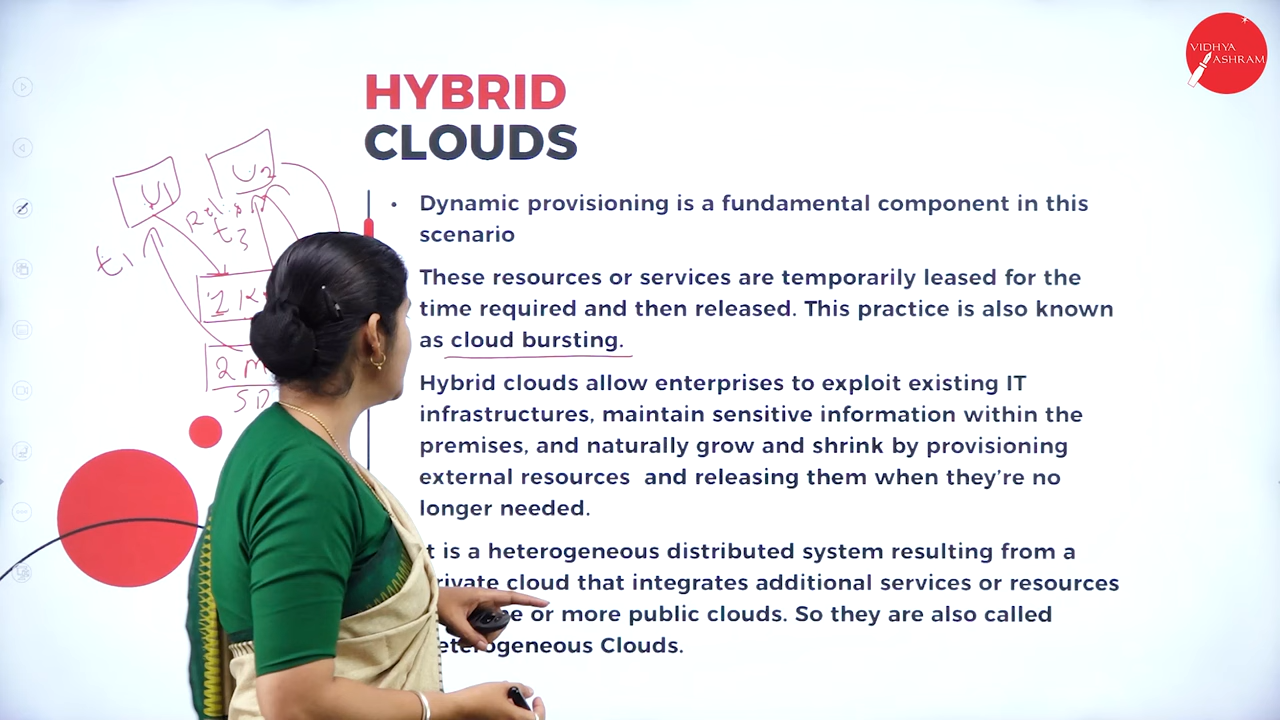 VIDHYA
ASHRAM
HYBRID
CLOUDS
U1
U2
t1
t3
• Dynamic provisioning is a fundamental component in this
scenario
These resources or services are temporarily leased for the
time required and then released. This practice is also known
as cloud bursting.
Hybrid clouds allow enterprises to exploit existing IT
infrastructures, maintain sensitive information within the
premises, and naturally grow and shrink by provisioning
external resources and releasing them when they're no
longer needed.
t is a heterogeneous distributed system resulting from a
rivate cloud that integrates additional services or resources
or more public clouds. So they are also called
eterogeneous Clouds.